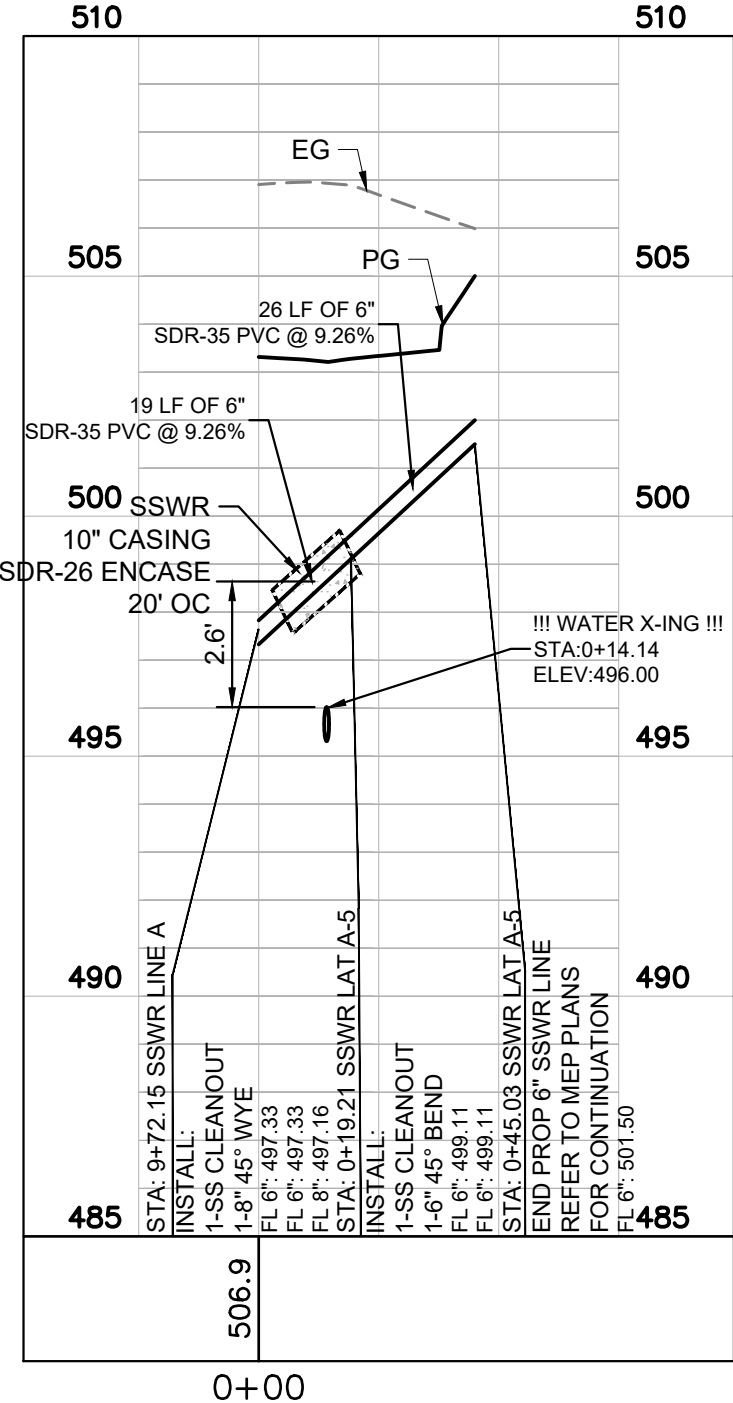 510
510
EG
505
505
PG
26 LF OF 6"
SDR-35 PVC @ 9.26%
19 LF OF 6"
SDR-35 PVC @ 9.26%
500
500
SSWR
10" CASING
SDR-26 ENCASE
20' OC
2.6'
!!! WATER X-ING !!!
STA:0+14.14
ELEV:496.00
495
495
490
490
STA: 9+72.15 SSWR LINE A
INSTALL:
1-SS CLEANOUT
1-8" 45° WYE
FL 6": 497.33
FL 6": 497.33
FL 8": 497.16
STA: 0+19.21 SSWR LAT A-5
INSTALL:
1-SS CLEANOUT
1-6" 45° BEND
FL 6": 499.11
FL 6": 499.11
STA: 0+45.03 SSWR LAT A-5
END PROP 6" SSWR LINE
REFER TO MEP PLANS
FOR CONTINUATION
FL 6": 501.50
485
485
506.9
0+00